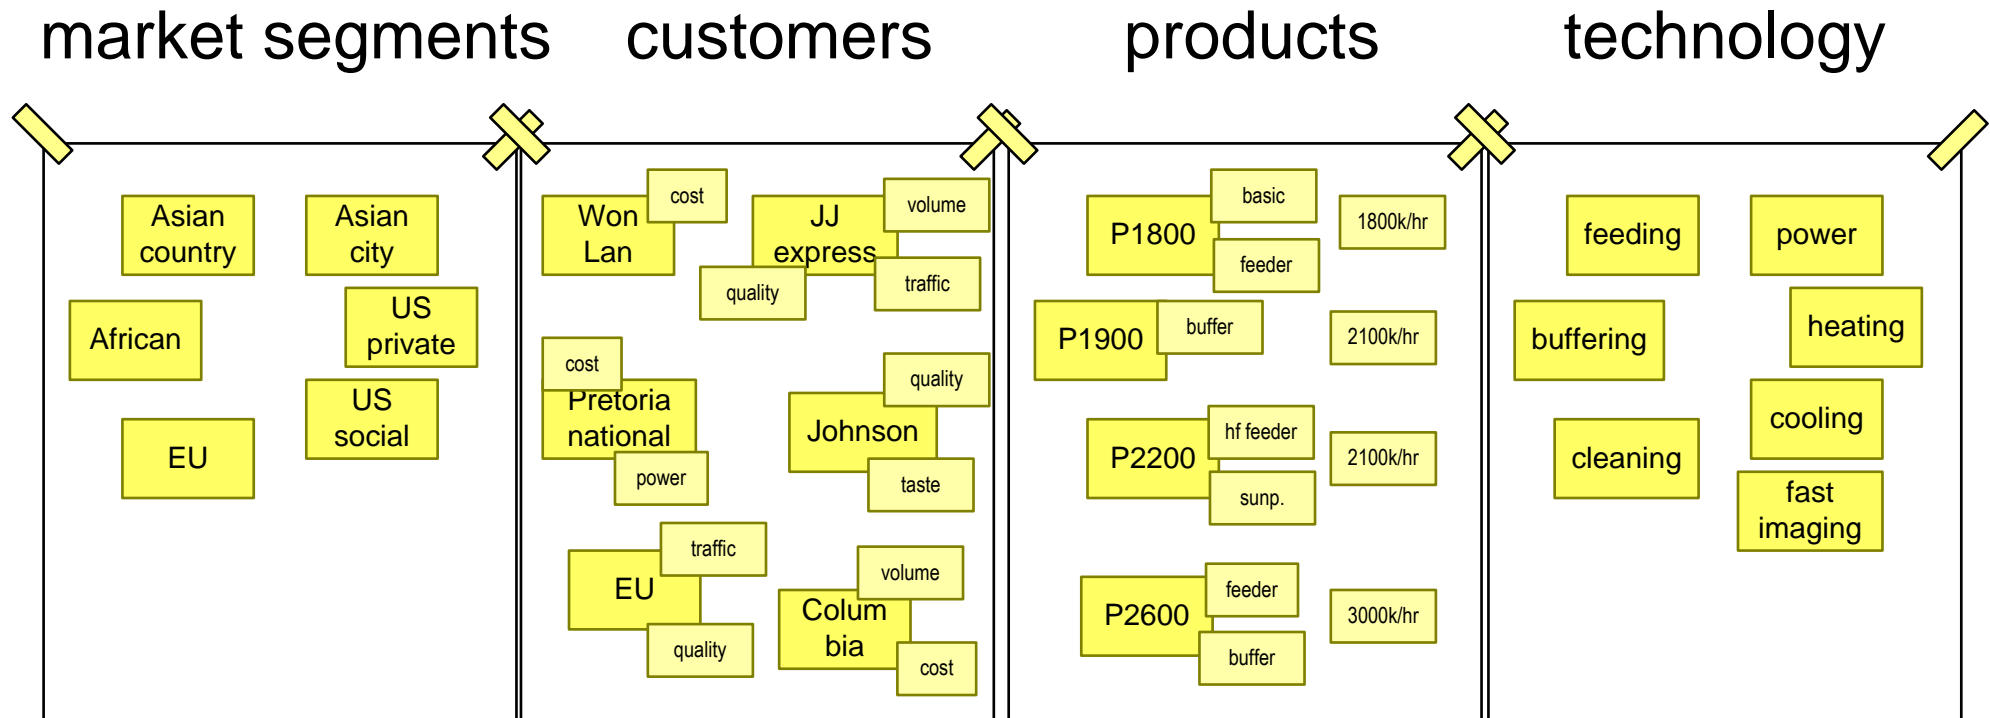 market segments
customers
products
technology
Asian
country
Asian
city
African
US
private
US
social
EU
Won
Lan
cost
JJ
express
volume
quality
traffic
cost
Pretoria
national
power
quality
Johnson
taste
traffic
EU
quality
volume
Colum
bia
cost
P1800
basic
feeder
1800k/hr
P1900
buffer
2100k/hr
P2200
hf feeder
sunp.
2100k/hr
P2600
feeder
buffer
3000k/hr
feeding
power
buffering
heating
cooling
cleaning
fast
imaging